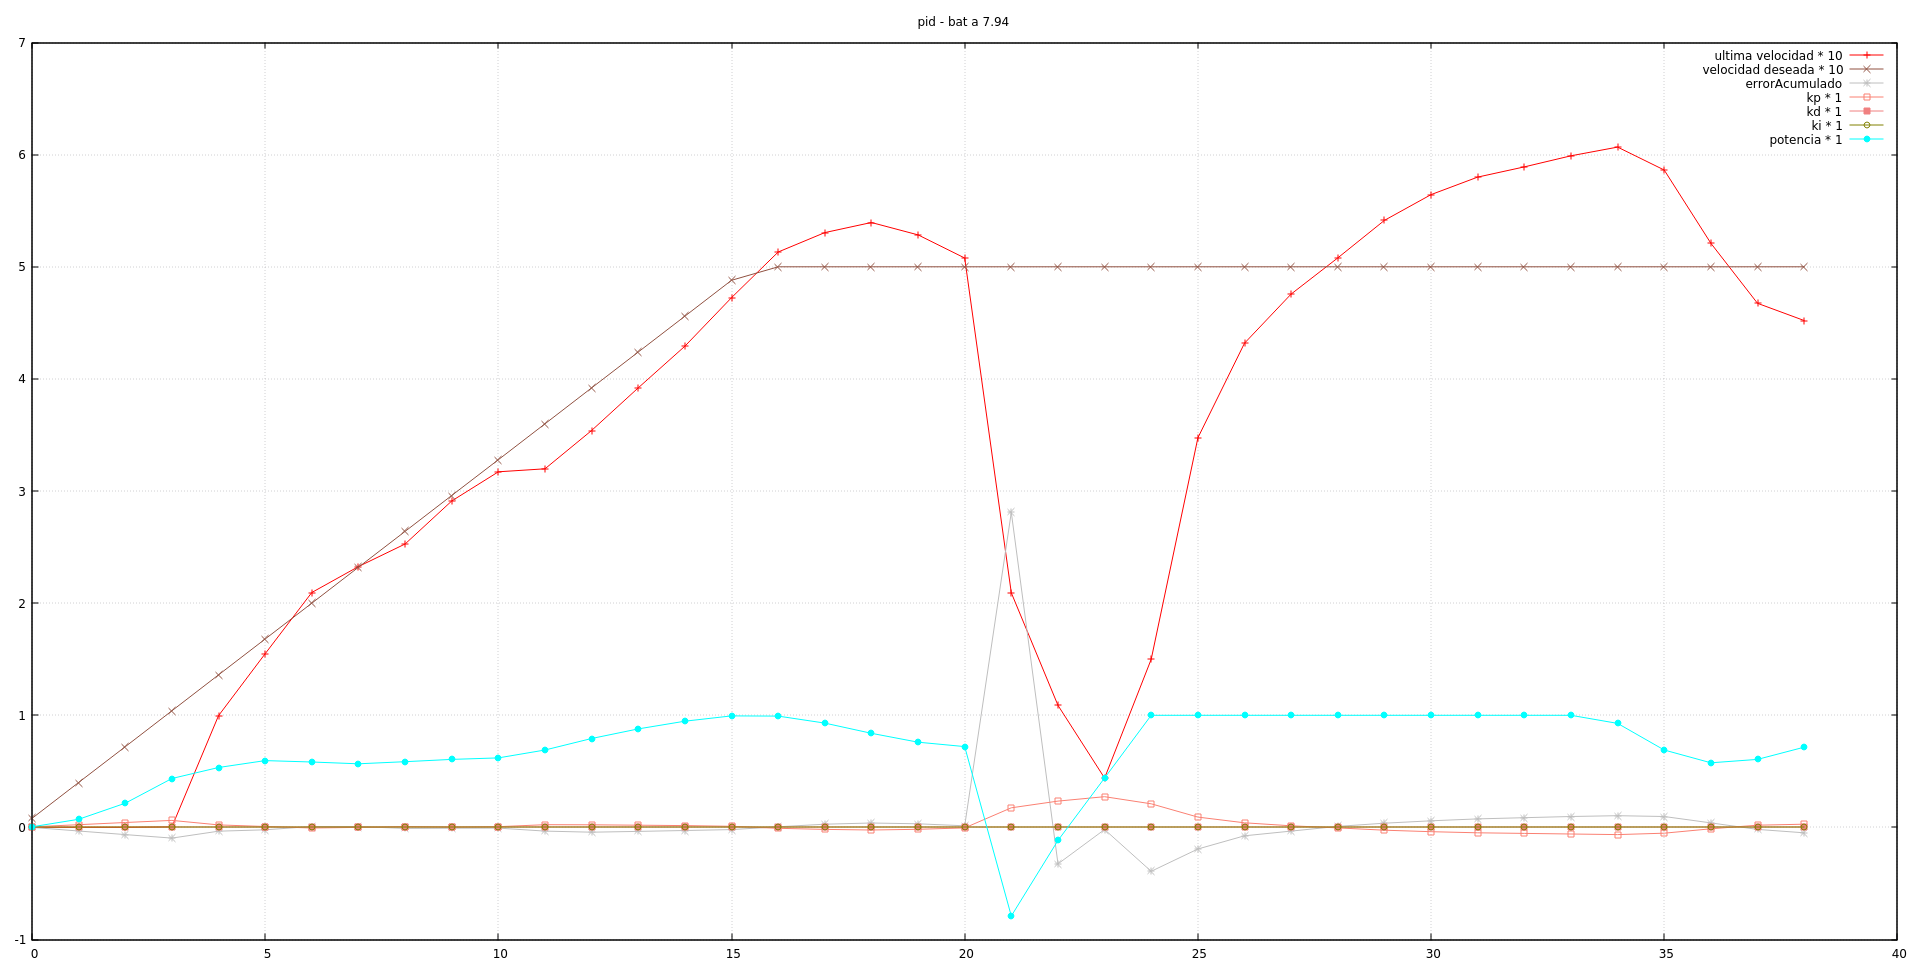 pid - bat a 7.94
7
6
5
4
3
2
1
0
-1
ultima velocidad * 10
velocidad deseada * 10
errorAcumulado
kp * 1
kd * 1
ki * 1
potencia * 1
0 5 10 15 20 25 30 35 40